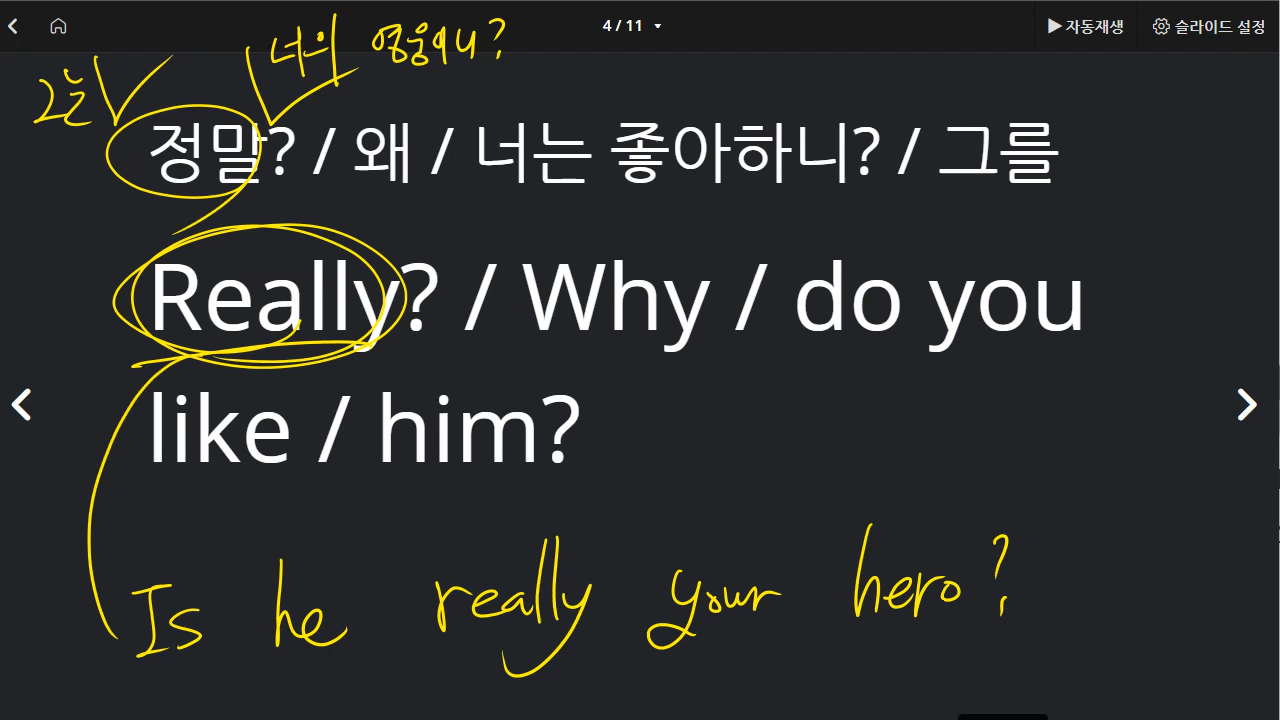 4 / 11
자동재생
슬라이드 설정
그는
너의 영웅이니?
정말? / 왜 / 너는 좋아하니? / 그를
Really? / Why / do you
like / him?
Is he really your hero?